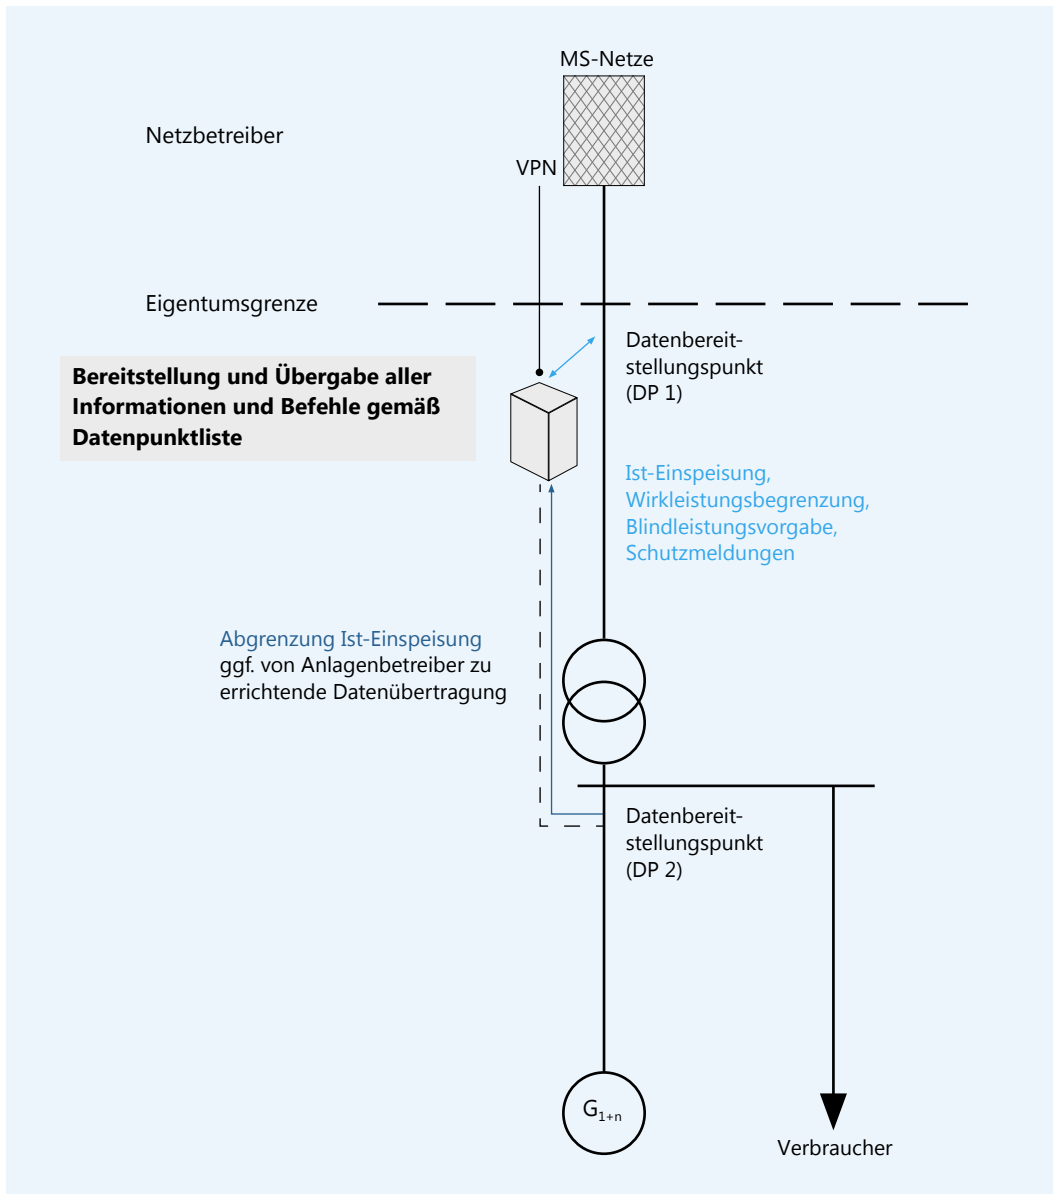 MS-Netze
Netzbetreiber
VPN
Eigentumsgrenze
Datenbereit-
stellungspunkt
(DP 1)
Bereitstellung und Übergabe aller
Informationen und Befehle gemäß
Datenpunktliste
Ist-Einspeisung,
Wirkleistungsbegrenzung,
Blindleistungsvorgabe,
Schutzmeldungen
Abgrenzung Ist-Einspeisung
ggf. von Anlagenbetreiber zu
errichtende Datenübertragung
Datenbereit-
stellungspunkt
(DP 2)
G1+n
Verbraucher